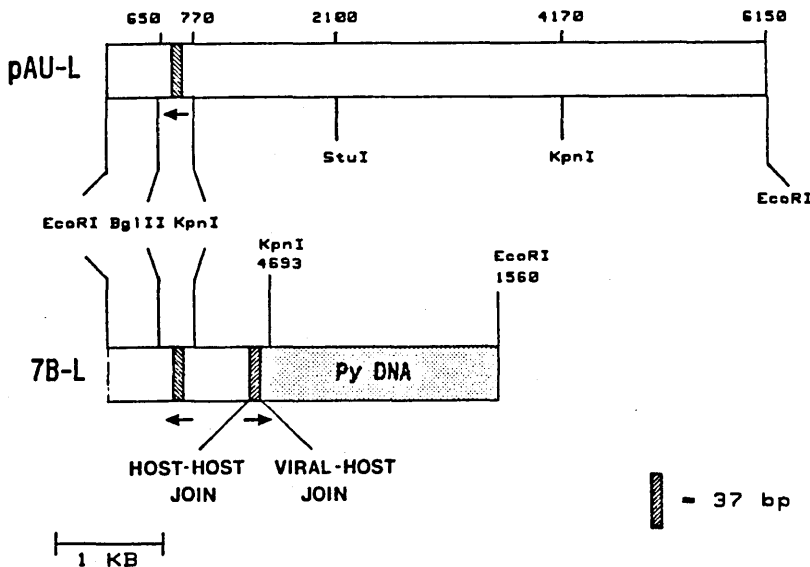 650 770 2100 4170 6150
pAU-L
StuI KpnI
EcoRI
EcoRI BglII KpnI
KpnI
4693
EcoRI
1560
7B-L
Py DNA
HOST-HOST
JOIN
VIRAL-HOST
JOIN
= 37 bp
1 KB